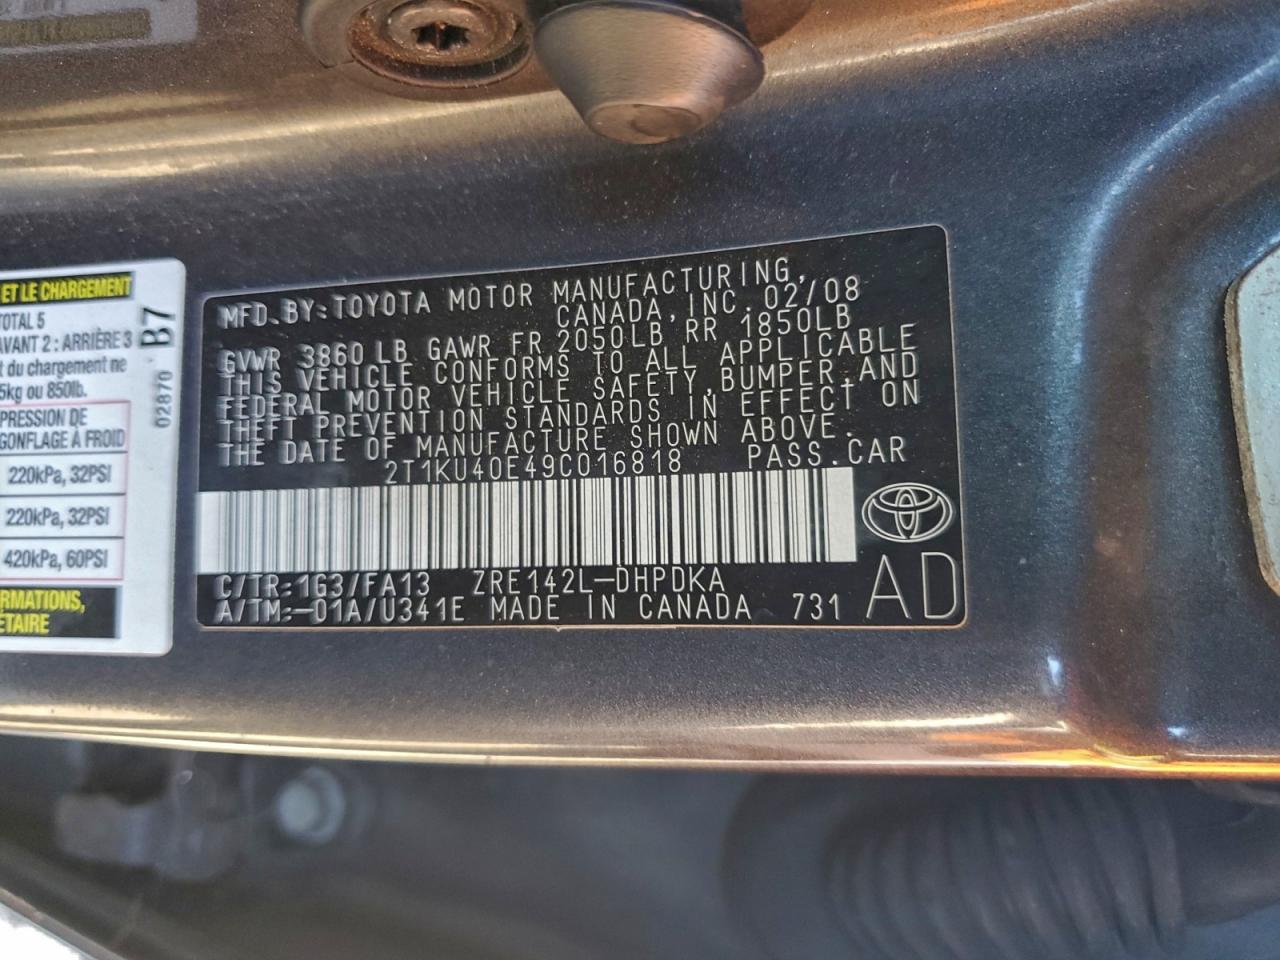 ET LE CHARGEMENT
TOTAL 5
AVANT 2 : ARRIÈRE 3
du chargement ne
5kg ou 850lb.
PRESSION DE
GONFLAGE À FROID
220kPa, 32PSI
220kPa, 32PSI
420kPa, 60PSI
B7
02870
MFD. BY: TOYOTA MOTOR MANUFACTURING,
CANADA, INC. 02/08
GVWR 3860 LB GAWR FR 2050LB RR 1850LB
THIS VEHICLE CONFORMS TO ALL APPLICABLE
FEDERAL MOTOR VEHICLE SAFETY, BUMPER AND
THEFT PREVENTION STANDARDS IN EFFECT ON
THE DATE OF MANUFACTURE SHOWN ABOVE.
2T1KU40E49C016818 PASS.CAR
C/TR:1G3/FA13 ZRE142L-DHPDKA
A/TM:-01A/U341E MADE IN CANADA 731
AD